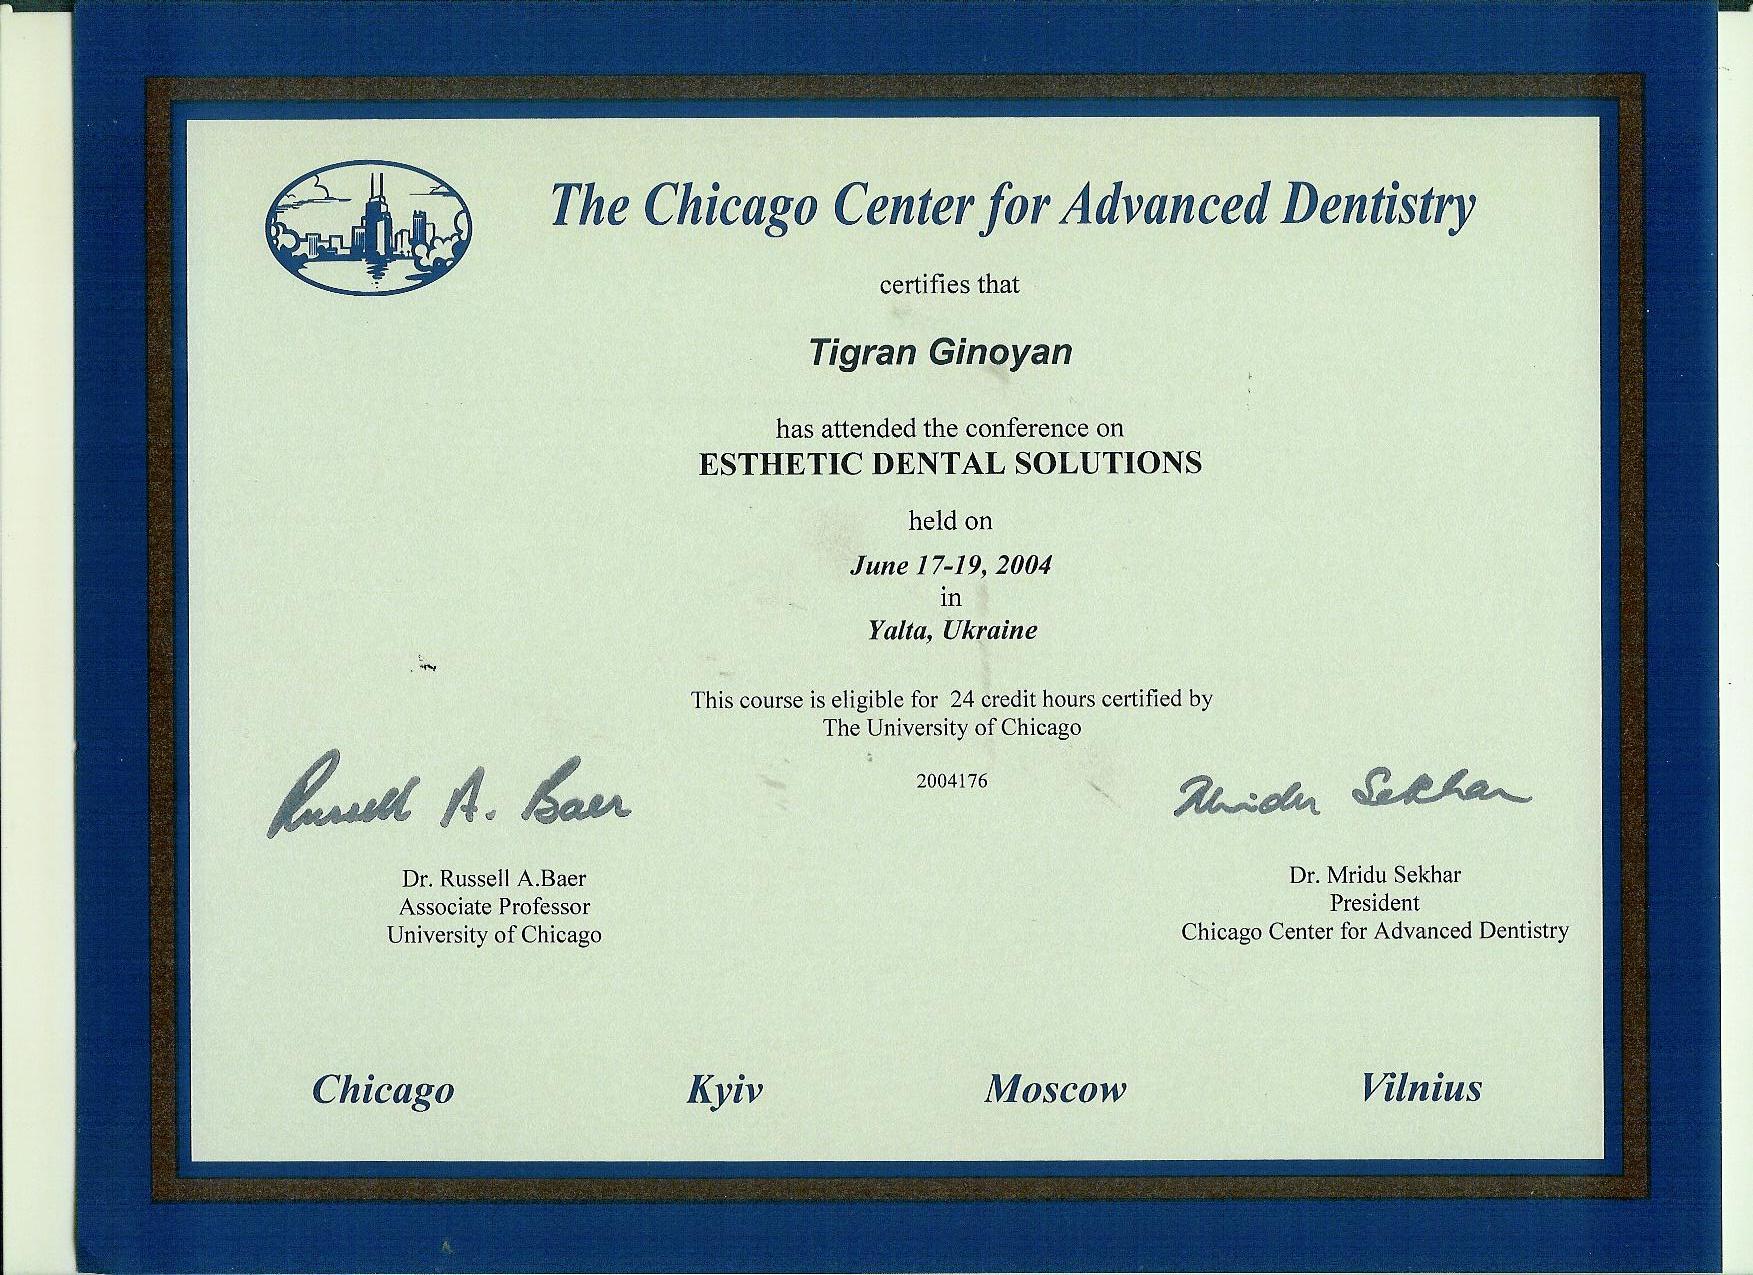 The Chicago Center for Advanced Dentistry
certifies that
Tigran Ginoyan
has attended the conference on
ESTHETIC DENTAL SOLUTIONS
held on
June 17-19, 2004
in
Yalta, Ukraine
This course is eligible for 24 credit hours certified by
The University of Chicago
2004176
Russell A. Baer
Mridu Sekhar
Dr. Russell A.Baer
Associate Professor
University of Chicago
Dr. Mridu Sekhar
President
Chicago Center for Advanced Dentistry
Chicago Kyiv Moscow Vilnius